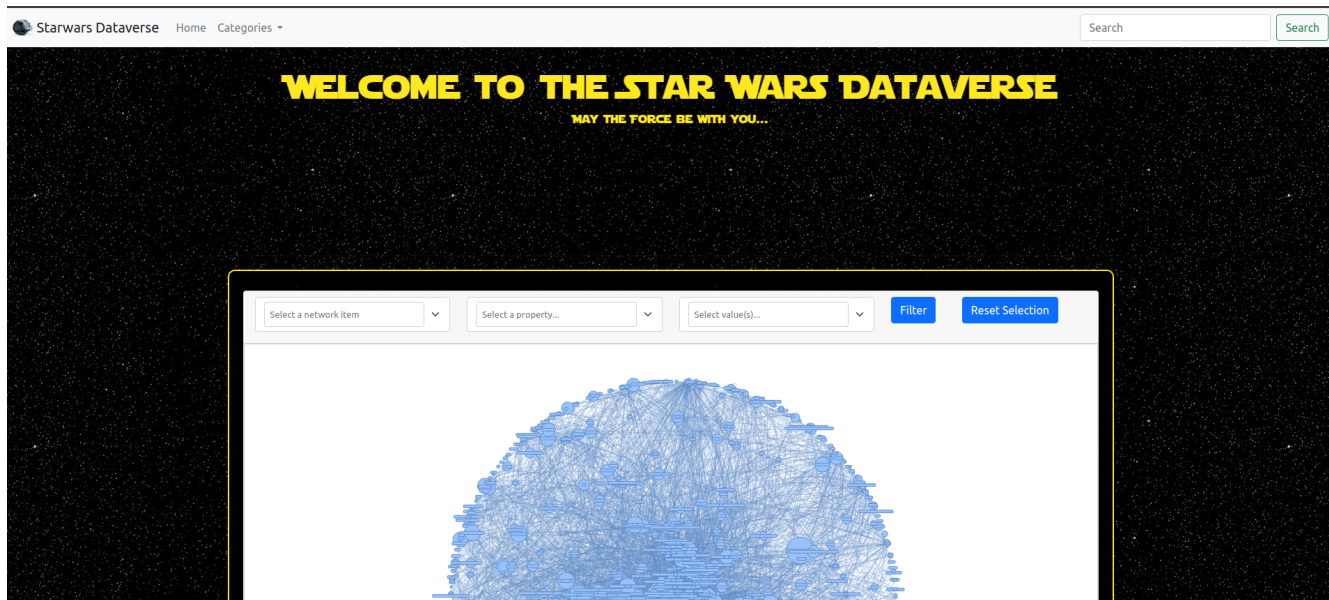 Starwars Dataverse Home Categories Search Search
WELCOME TO THE STAR WARS DATAVERSE
MAY THE FORCE BE WITH YOU...
Select a network item Select a property... Select value(s)... Filter Reset Selection